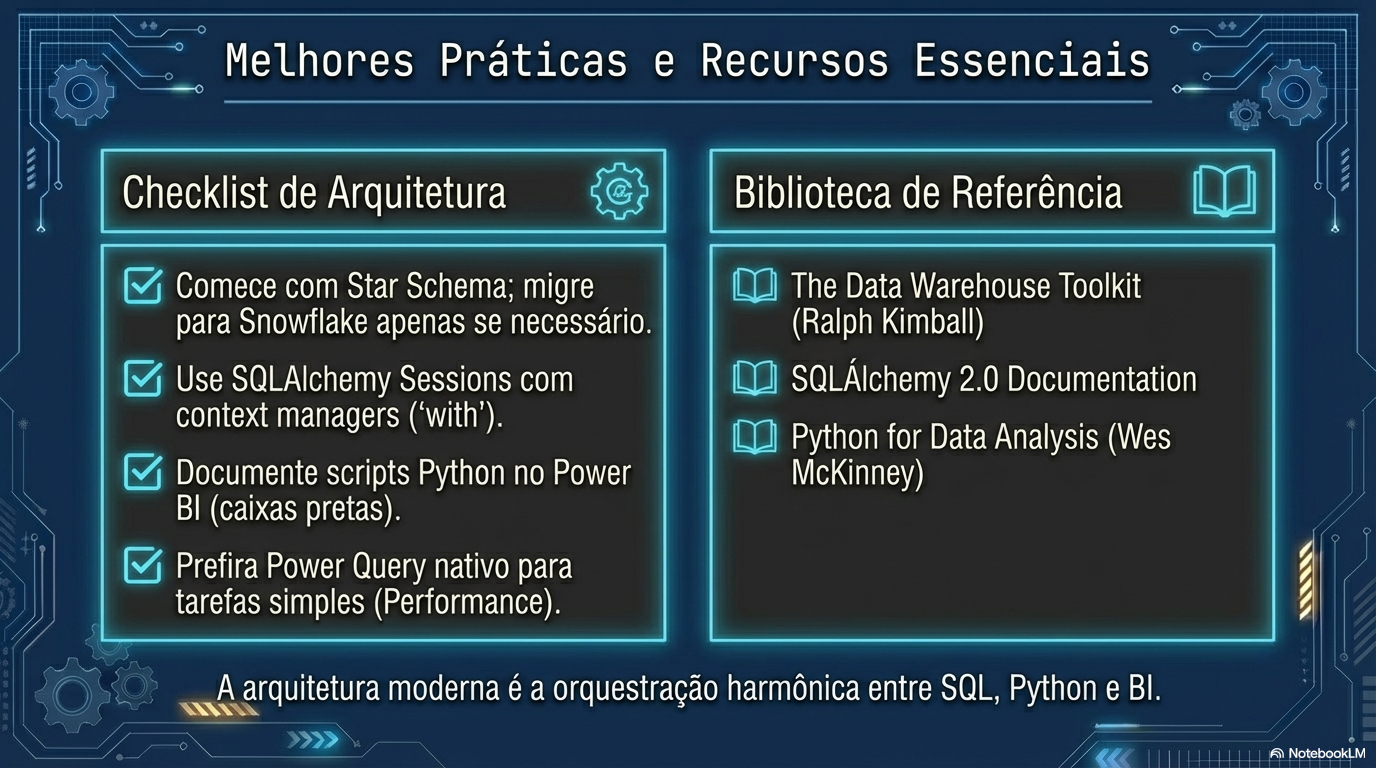 Melhores Práticas e Recursos Essenciais
Checklist de Arquitetura
Comece com Star Schema; migre
para Snowflake apenas se necessário.
Use SQLAlchemy Sessions com
context managers (‘with’).
Documente scripts Python no Power
BI (caixas pretas).
Prefira Power Query nativo para
tarefas simples (Performance).
Biblioteca de Referência
The Data Warehouse Toolkit
(Ralph Kimball)
SQLÁlchemy 2.0 Documentation
Python for Data Analysis (Wes
McKinney)
A arquitetura moderna é a orquestração harmônica entre SQL, Python e BI.
NotebookLM